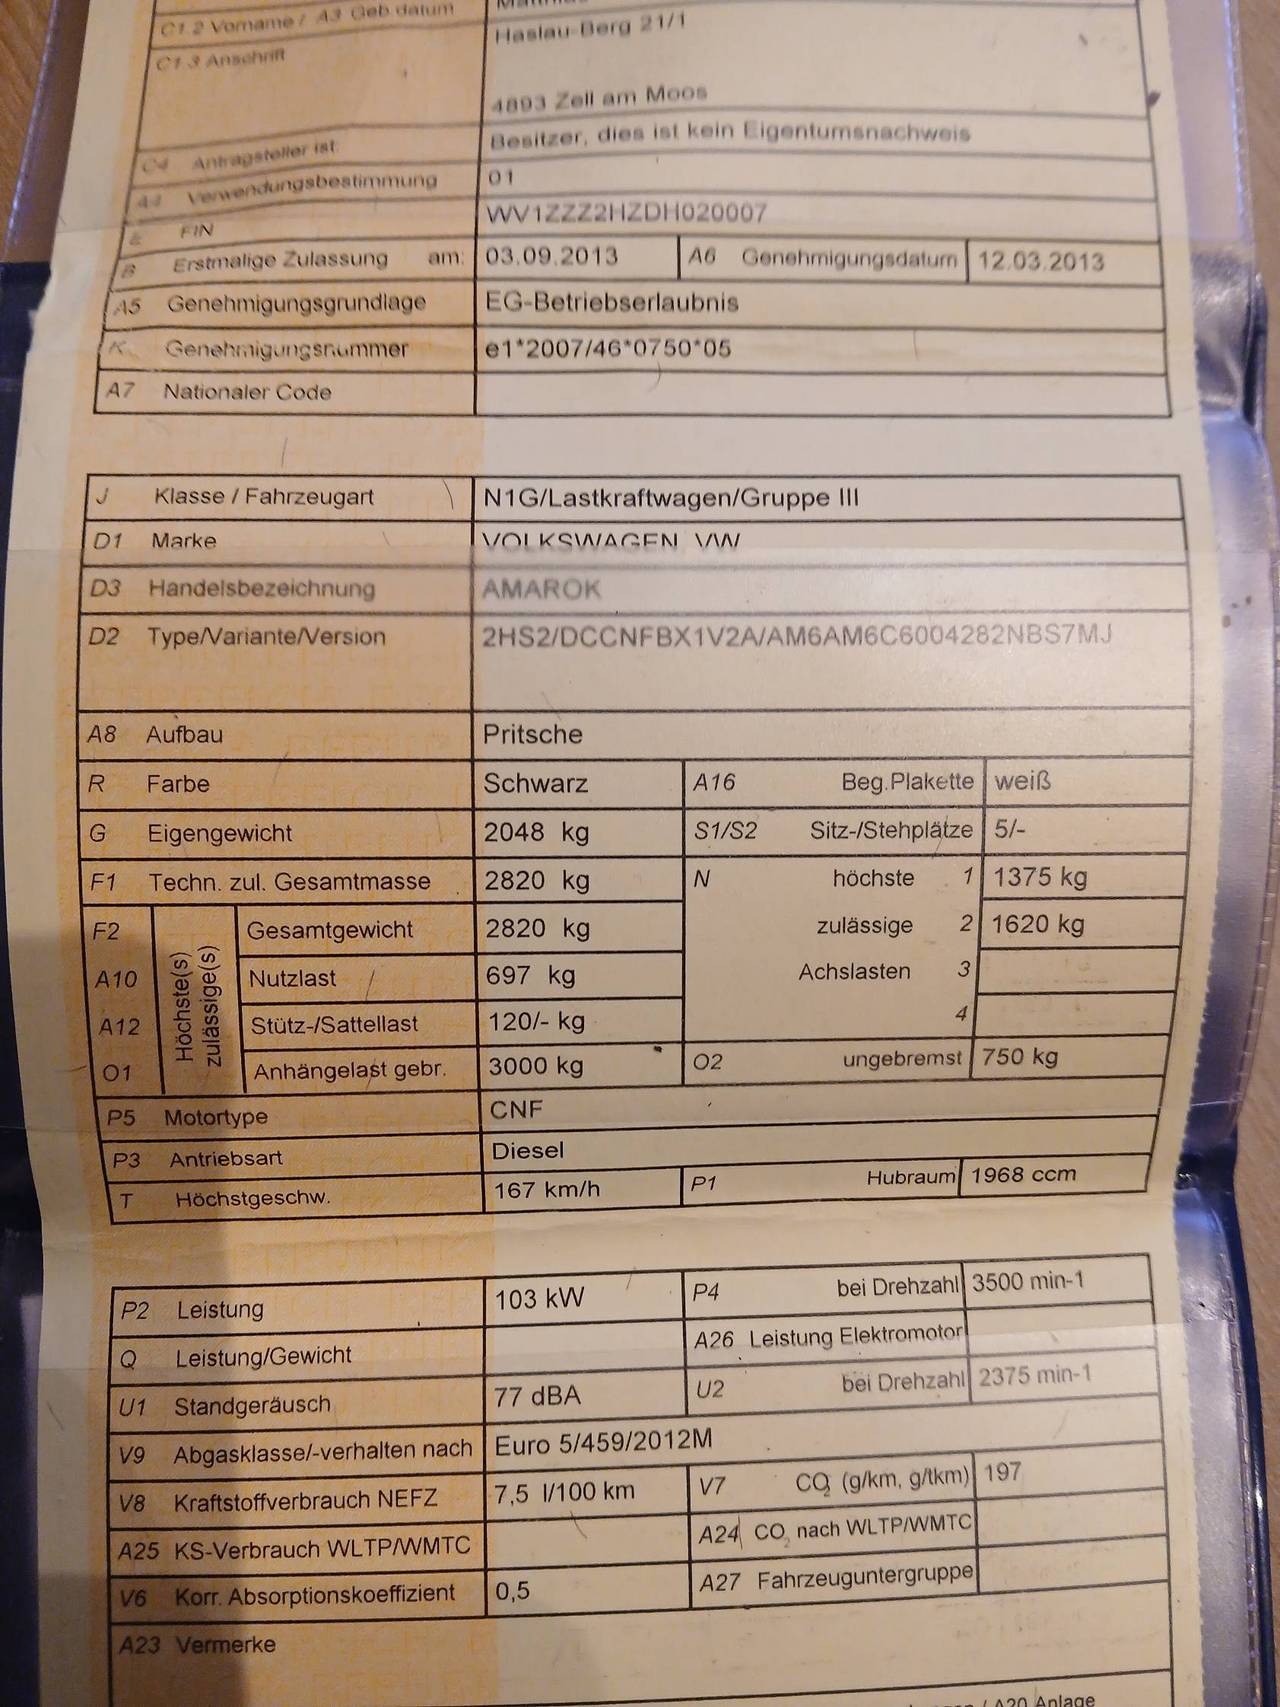 C1.2 Vorname / A3 Geb.datum
C1.3 Anschrift Haslau-Berg 21/1
4893 Zell am Moos
C4 Antragsteller ist: Besitzer, dies ist kein Eigentumsnachweis
A4 Verwendungsbestimmung 01
E FIN WV1ZZZ2HZDH020007
B Erstmalige Zulassung am: 03.09.2013 A6 Genehmigungsdatum 12.03.2013
A5 Genehmigungsgrundlage EG-Betriebserlaubnis
K Genehmigungsnummer e1*2007/46*0750*05
A7 Nationaler Code
J Klasse / Fahrzeugart N1G/Lastkraftwagen/Gruppe III
D1 Marke VOLKSWAGEN, VW
D3 Handelsbezeichnung AMAROK
D2 Type/Variante/Version 2HS2/DCCNFBX1V2A/AM6AM6C6004282NBS7MJ
A8 Aufbau Pritsche
R Farbe Schwarz A16 Beg.Plakette weiß
G Eigengewicht 2048 kg S1/S2 Sitz-/Stehplätze 5/-
F1 Techn. zul. Gesamtmasse 2820 kg N höchste 1 1375 kg
F2 Höchste(s) zulässige(s) Gesamtgewicht 2820 kg zulässige 2 1620 kg
A10 Nutzlast 697 kg Achslasten 3
A12 Stütz-/Sattellast 120/- kg 4
O1 Anhängelast gebr. 3000 kg O2 ungebremst 750 kg
P5 Motortype CNF
P3 Antriebsart Diesel
T Höchstgeschw. 167 km/h P1 Hubraum 1968 ccm
P2 Leistung 103 kW P4 bei Drehzahl 3500 min-1
Q Leistung/Gewicht A26 Leistung Elektromotor
U1 Standgeräusch 77 dBA U2 bei Drehzahl 2375 min-1
V9 Abgasklasse/-verhalten nach Euro 5/459/2012M
V8 Kraftstoffverbrauch NEFZ 7,5 l/100 km V7 CO2 (g/km, g/tkm) 197
A25 KS-Verbrauch WLTP/WMTC A24 CO2 nach WLTP/WMTC
V6 Korr. Absorptionskoeffizient 0,5 A27 Fahrzeuguntergruppe
A23 Vermerke
/ A20 Anlage